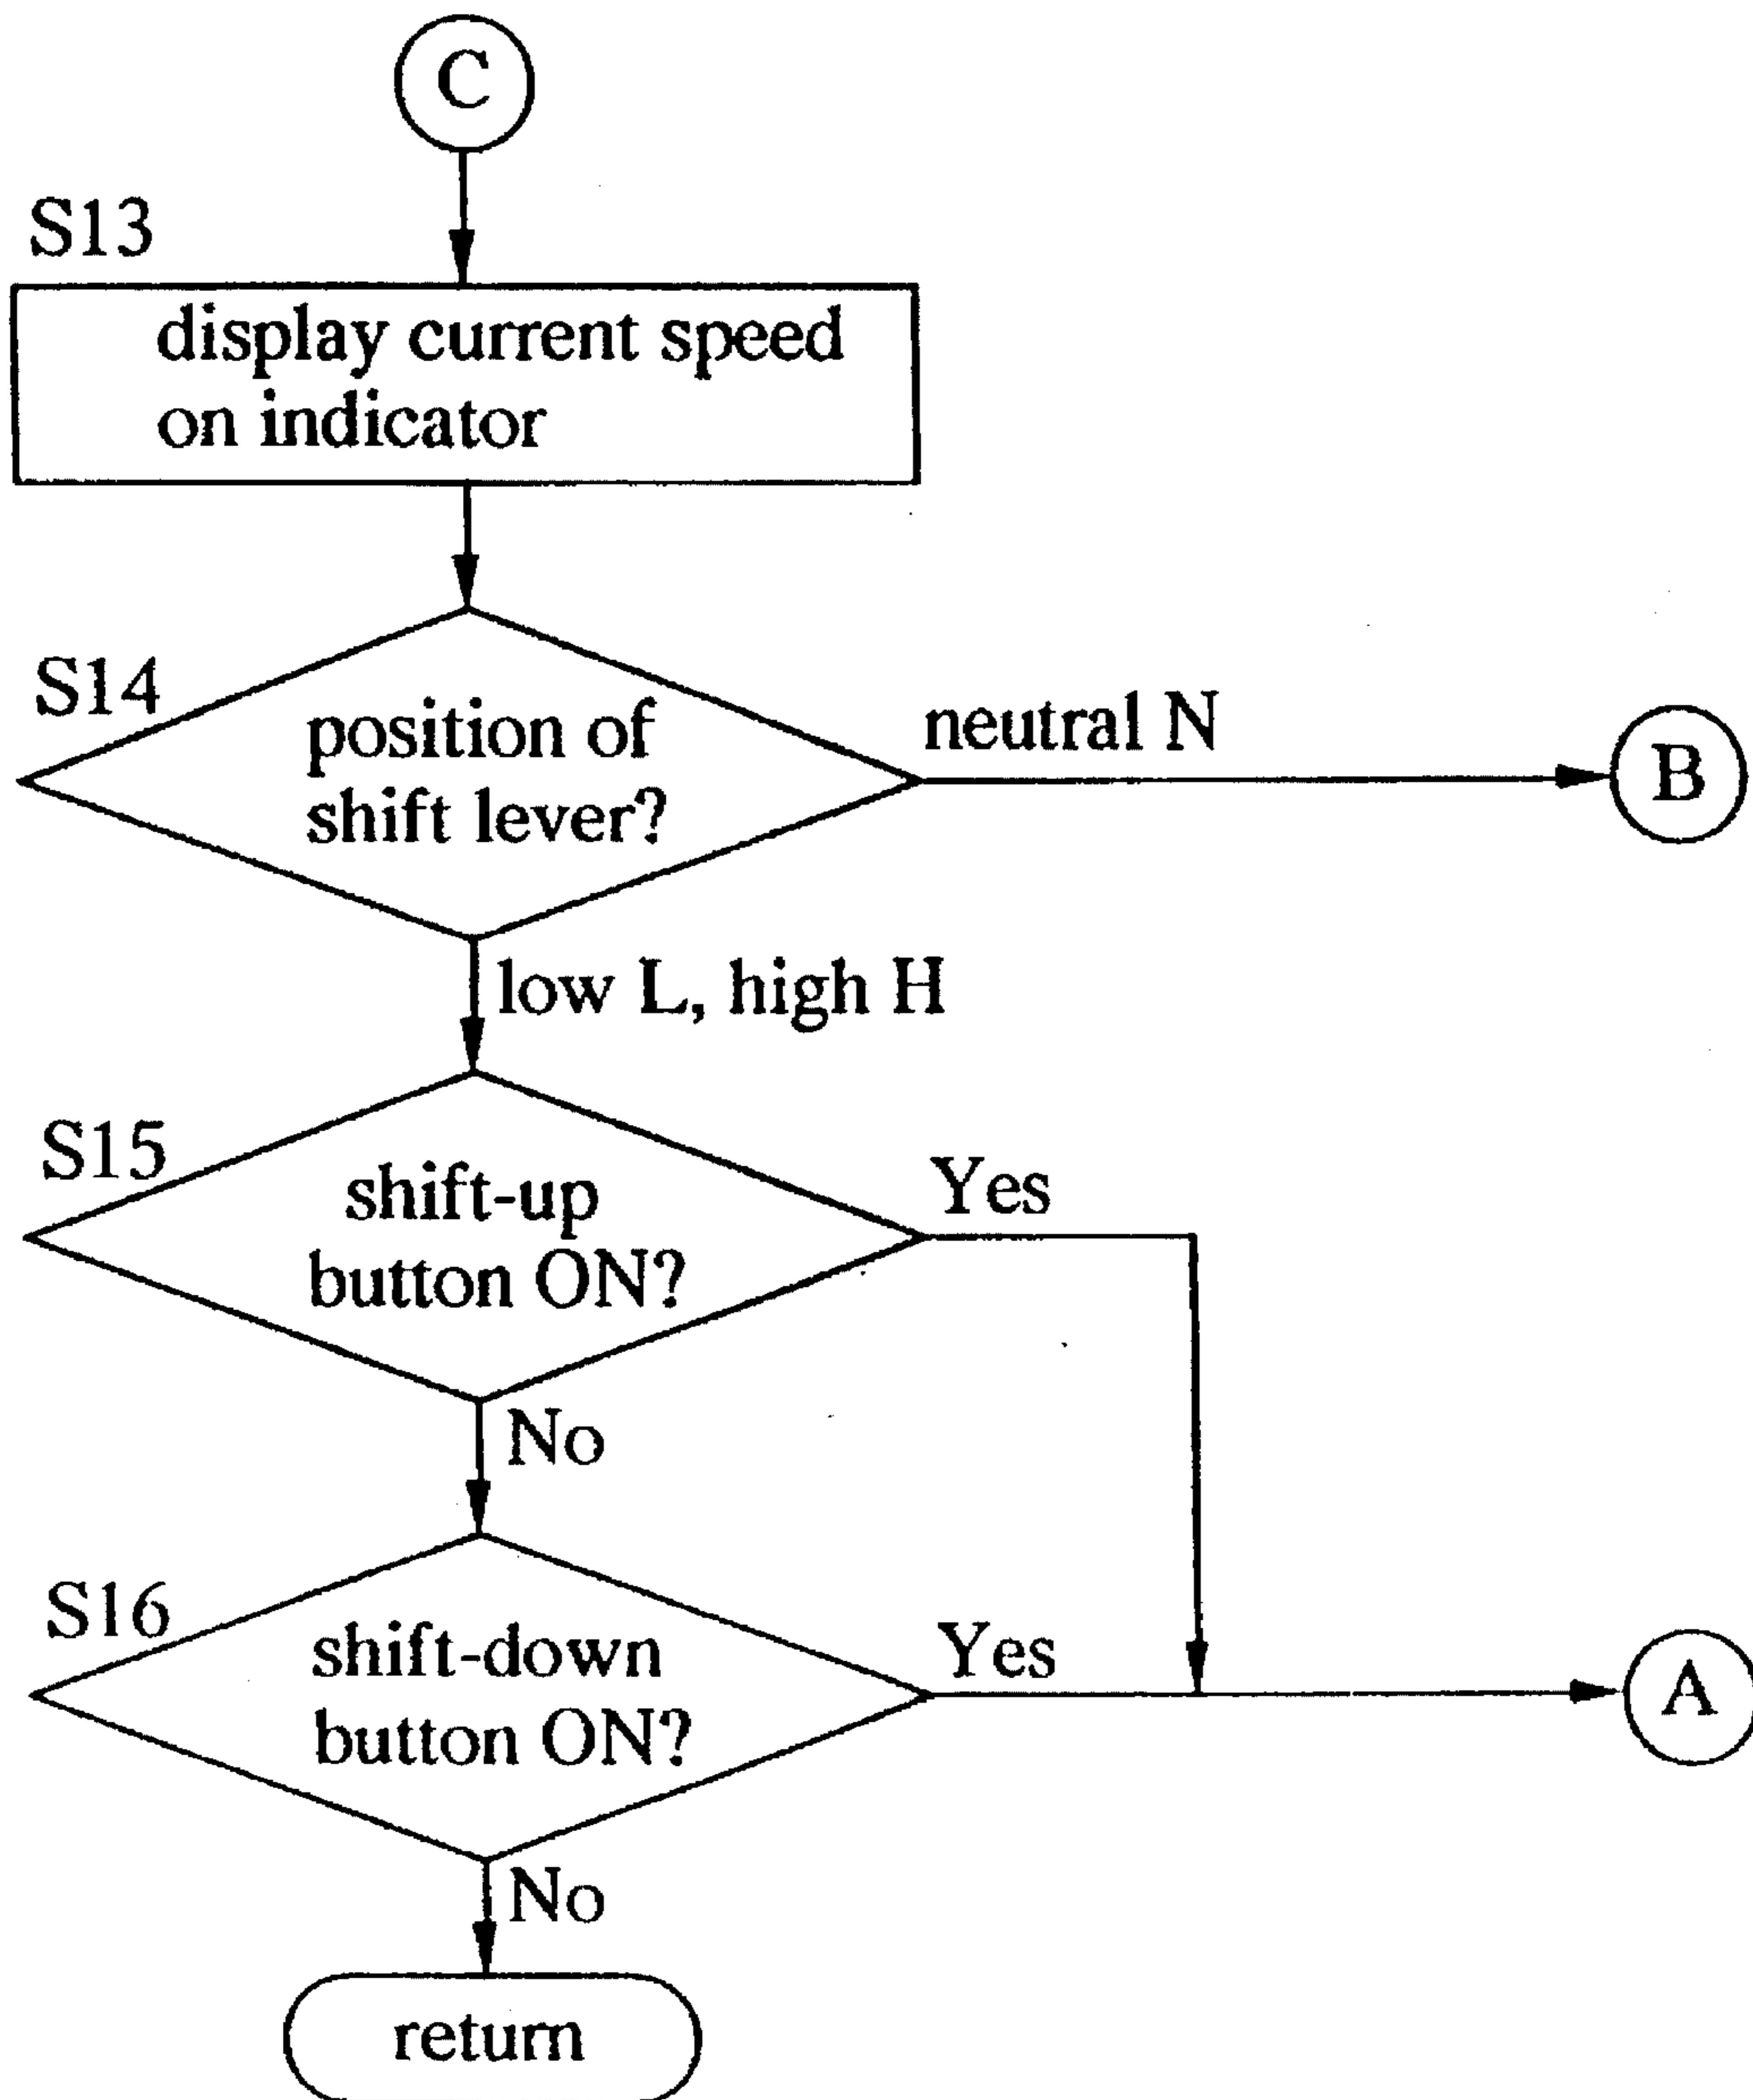 C
S13
display current speed
on indicator
S14
position of
shift lever?
neutral N
B
low L, high H
S15
shift-up
button ON?
Yes
No
S16
shift-down
button ON?
Yes
A
No
return